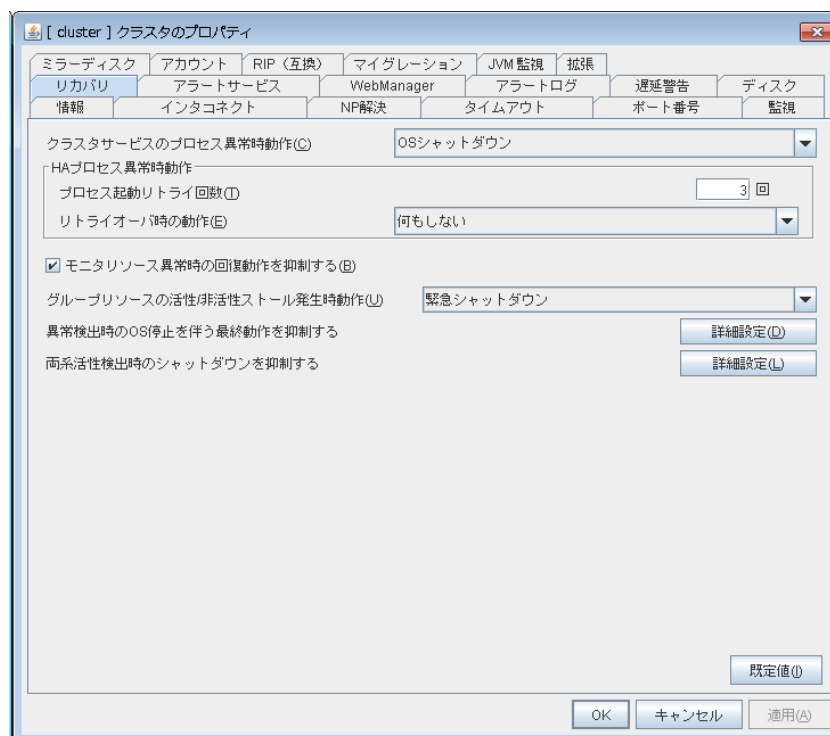 [ cluster ] クラスタのプロパティ
ミラーディスク アカウント RIP（互換） マイグレーション JVM 監視 拡張
リカバリ アラートサービス WebManager アラートログ 遅延警告 ディスク
情報 インタコネクト NP解決 タイムアウト ポート番号 監視
クラスタサービスのプロセス異常時動作(C) OSシャットダウン
HAプロセス異常時動作
プロセス起動リトライ回数(T) 3 回
リトライオーバ時の動作(E) 何もしない
モニタリソース異常時の回復動作を抑制する(B)
グループリソースの活性/非活性ストール発生時動作(U) 緊急シャットダウン
異常検出時のOS停止を伴う最終動作を抑制する 詳細設定(D)
両系活性検出時のシャットダウンを抑制する 詳細設定(L)
既定値(I)
OK キャンセル 適用(A)